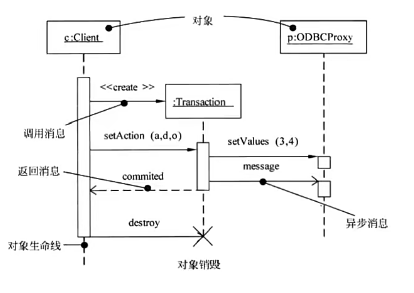 对象
c:Client
p:ODBCProxy
<<create >>
:Transaction
调用消息
setAction (a,d,o)
setValues (3,4)
返回消息
commited
message
destroy
异步消息
对象生命线
对象销毁